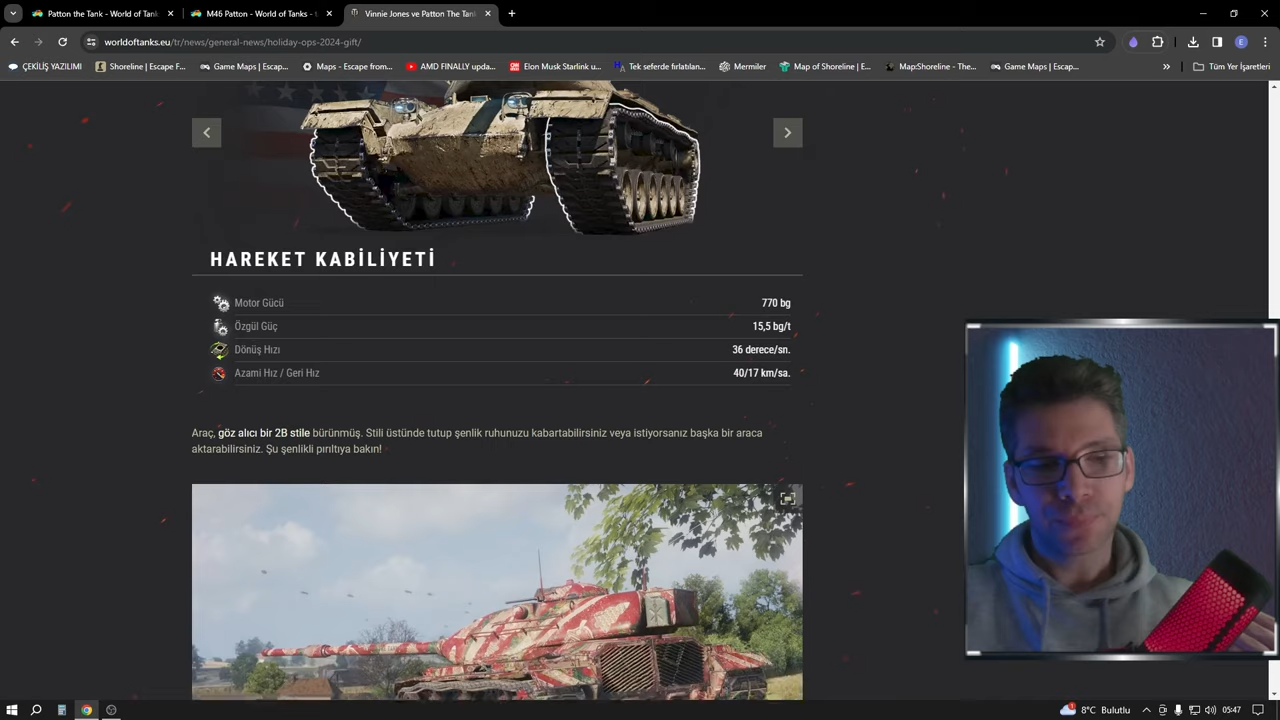 Patton the Tank - World of Tank
M46 Patton - World of Tanks - t
Vinnie Jones ve Patton The Tan
worldoftanks.eu/tr/news/general-news/holiday-ops-2024-gift/
E
ÇEKİLİŞ YAZILIMI
Shoreline | Escape F...
Game Maps | Escap...
Maps - Escape from...
AMD FINALLY upda...
Elon Musk Starlink u...
Tek seferde fırlatılan...
Mermiler
Map of Shoreline | E...
Map:Shoreline - The...
Game Maps | Escap...
Tüm Yer İşaretleri
HAREKET KABİLİYETİ
Motor Gücü 770 bg
Özgül Güç 15,5 bg/t
Dönüş Hızı 36 derece/sn.
Azami Hız / Geri Hız 40/17 km/sa.
Araç, göz alıcı bir 2B stile bürünmüş. Stili üstünde tutup şenlik ruhunuzu kabartabilirsiniz veya istiyorsanız başka bir araca
aktarabilirsiniz. Şu şenlikli pırıltıya bakın!
8°C Bulutlu
05:47